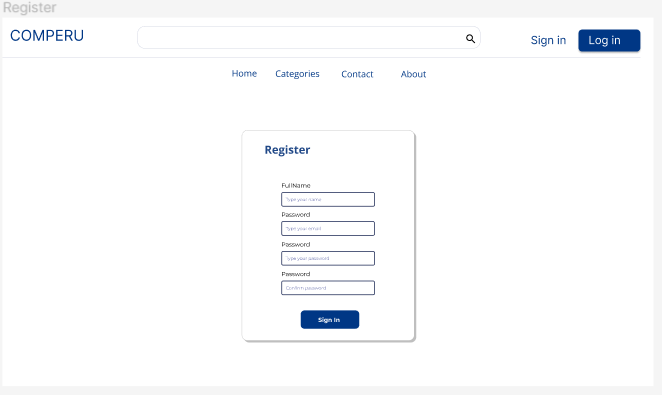 Register
COMPERU
Sign in
Log in
Home Categories Contact About
Register
FullName
Type your name
Password
Type your email
Password
Type your password
Password
Confirm password
Sign In